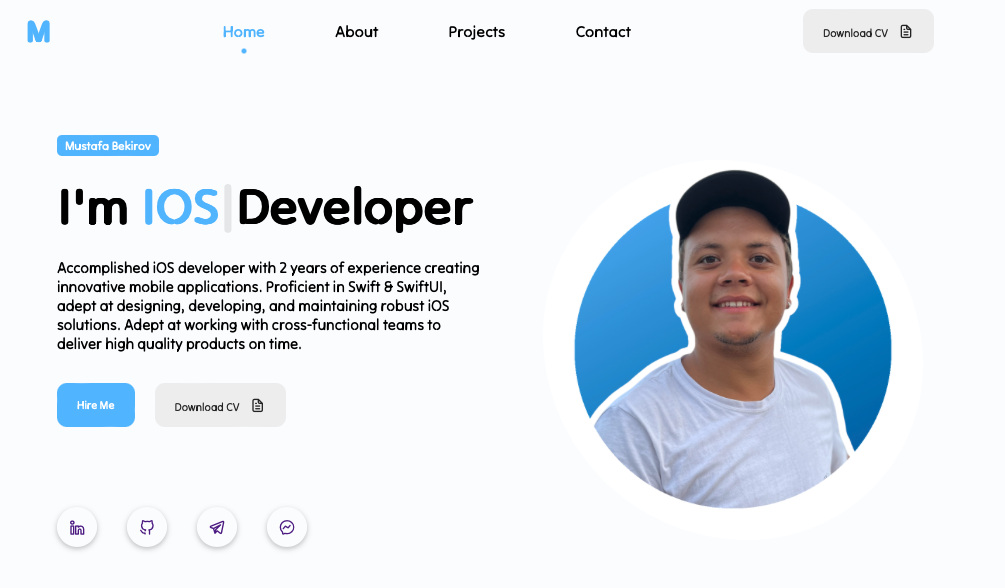 M
Home
About
Projects
Contact
Download CV
Mustafa Bekirov
I'm IOS|Developer
Accomplished iOS developer with 2 years of experience creating
innovative mobile applications. Proficient in Swift & SwiftUI,
adept at designing, developing, and maintaining robust iOS
solutions. Adept at working with cross-functional teams to
deliver high quality products on time.
Hire Me
Download CV
in